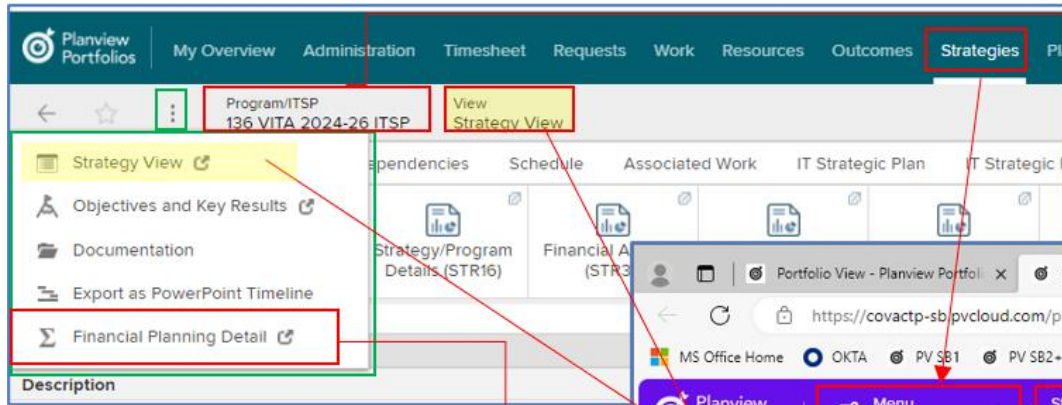 Planview Portfolios My Overview Administration Timesheet Requests Work Resources Outcomes Strategies
Program/ITSP View
136 VITA 2024-26 ITSP Strategy View
Strategy View
Schedule Associated Work IT Strategic Plan IT Strategic
Objectives and Key Results
Documentation
Strategy/Program Details (STR16) Financial
Export as PowerPoint Timeline
Financial Planning Detail
Description
Portfolio View - Planview
https://covactp-sb.pvcloud.com/p
MS Office Home OKTA PV SB1 PV SB2+
Planview Menu